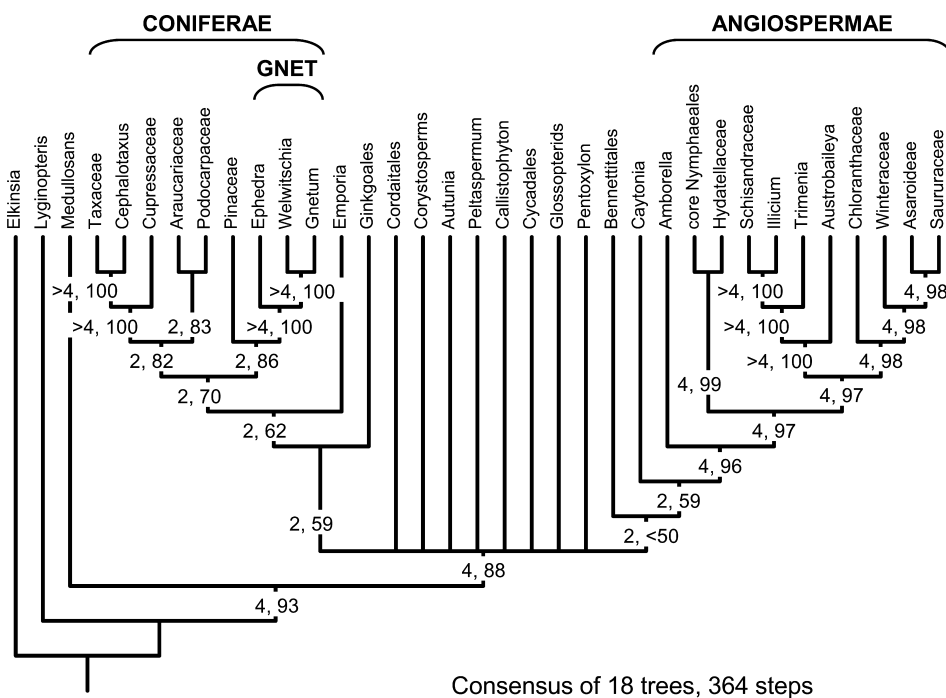 CONIFERAE
ANGIOSPERMAE
GNET
Elkinsia
Lyginopteris
Medullosans
Taxaceae
Cephalotaxus
Cupressaceae
Araucariaceae
Podocarpaceae
Pinaceae
Ephedra
Welwitschia
Gnetum
Emporia
Ginkgoales
Cordaitales
Corystosperms
Autunia
Peltaspermum
Callistophyton
Cycadales
Glossopterids
Pentoxylon
Bennettitales
Caytonia
Amborella
core Nymphaeales
Hydatellaceae
Schisandraceae
Illicium
Trimenia
Austrobaileya
Chloranthaceae
Winteraceae
Asaroideae
Saururaceae
>4, 100
>4, 100
>4, 100
4, 98
>4, 100
2, 83
>4, 100
>4, 100
4, 98
2, 82
2, 86
>4, 100
4, 98
2, 70
4, 99
4, 97
2, 62
4, 97
4, 96
2, 59
2, 59
2, <50
4, 88
4, 93
Consensus of 18 trees, 364 steps